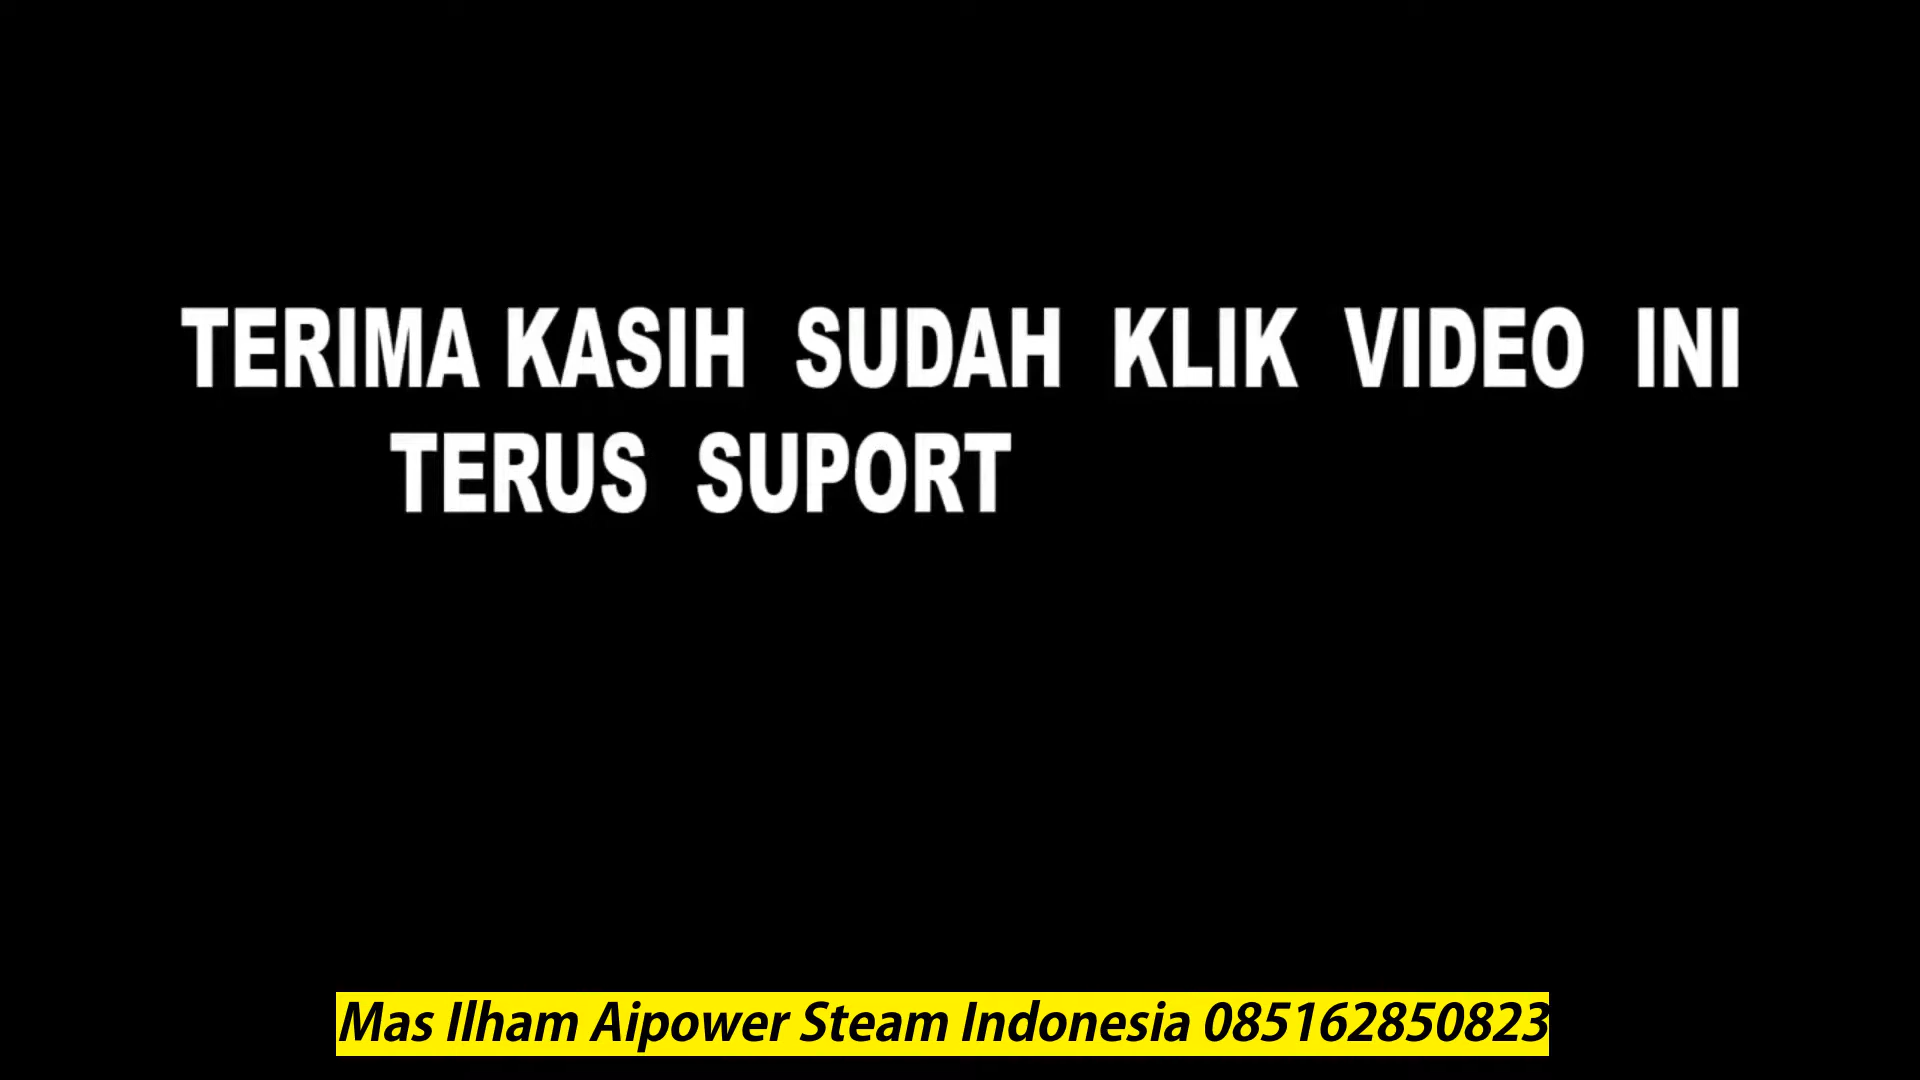 TERIMA KASIH SUDAH KLIK VIDEO INI
TERUS SUPORT
Mas Ilham Aipower Steam Indonesia 085162850823